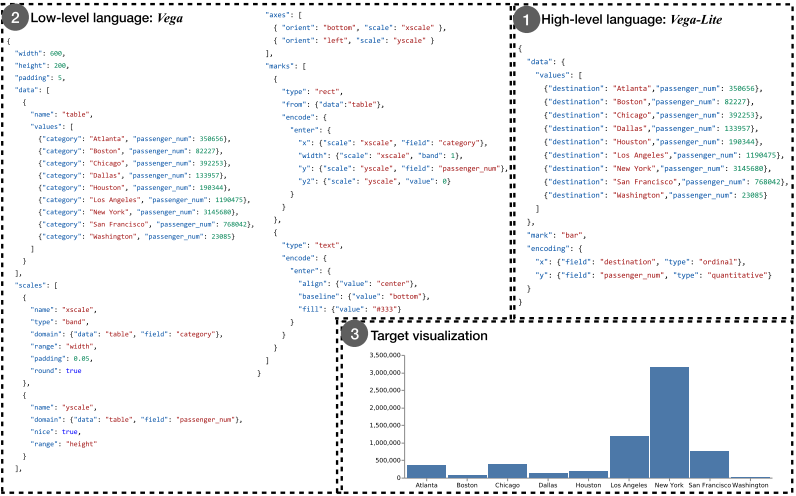 2 Low-level language: Vega
{
"width": 600,
"height": 200,
"padding": 5,
"data": [
{
"name": "table",
"values": [
{"category": "Atlanta", "passenger_num": 350656},
{"category": "Boston", "passenger_num": 82227},
{"category": "Chicago", "passenger_num": 392253},
{"category": "Dallas", "passenger_num": 133957},
{"category": "Houston", "passenger_num": 190344},
{"category": "Los Angeles", "passenger_num": 1190475},
{"category": "New York", "passenger_num": 3145680},
{"category": "San Francisco", "passenger_num": 768042},
{"category": "Washington", "passenger_num": 23085}
]
}
],
"scales": [
{
"name": "xscale",
"type": "band",
"domain": {"data": "table", "field": "category"},
"range": "width",
"padding": 0.05,
"round": true
},
{
"name": "yscale",
"domain": {"data": "table", "field": "passenger_num"},
"nice": true,
"range": "height"
}
],
"axes": [
{ "orient": "bottom", "scale": "xscale" },
{ "orient": "left", "scale": "yscale" }
],
"marks": [
{
"type": "rect",
"from": {"data":"table"},
"encode": {
"enter": {
"x": {"scale": "xscale", "field": "category"},
"width": {"scale": "xscale", "band": 1},
"y": {"scale": "yscale", "field": "passenger_num"},
"y2": {"scale": "yscale", "value": 0}
}
}
},
{
"type": "text",
"encode": {
"enter": {
"align": {"value": "center"},
"baseline": {"value": "bottom"},
"fill": {"value": "#333"}
}
}
}
]
}
1 High-level language: Vega-Lite
{
"data": {
"values": [
{"destination": "Atlanta","passenger_num": 350656},
{"destination": "Boston","passenger_num": 82227},
{"destination": "Chicago","passenger_num": 392253},
{"destination": "Dallas","passenger_num": 133957},
{"destination": "Houston","passenger_num": 190344},
{"destination": "Los Angeles","passenger_num": 1190475},
{"destination": "New York","passenger_num": 3145680},
{"destination": "San Francisco","passenger_num": 768042},
{"destination": "Washington","passenger_num": 23085}
]
},
"mark": "bar",
"encoding": {
"x": {"field": "destination", "type": "ordinal"},
"y": {"field": "passenger_num", "type": "quantitative"}
}
}
3 Target visualization
3,500,000
3,000,000
2,500,000
2,000,000
1,500,000
1,000,000
500,000
0
Atlanta Boston Chicago Dallas Houston Los Angeles New York San Francisco Washington